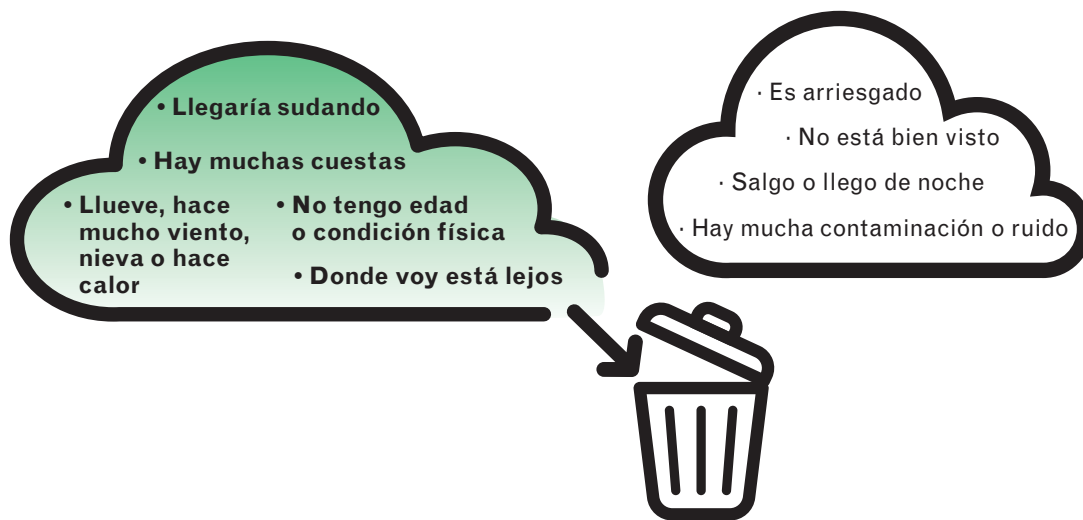 • Llegaría sudando
• Hay muchas cuestas
• Llueve, hace
mucho viento,
nieva o hace
calor
• No tengo edad
o condición física
• Donde voy está lejos
· Es arriesgado
· No está bien visto
· Salgo o llego de noche
· Hay mucha contaminación o ruido